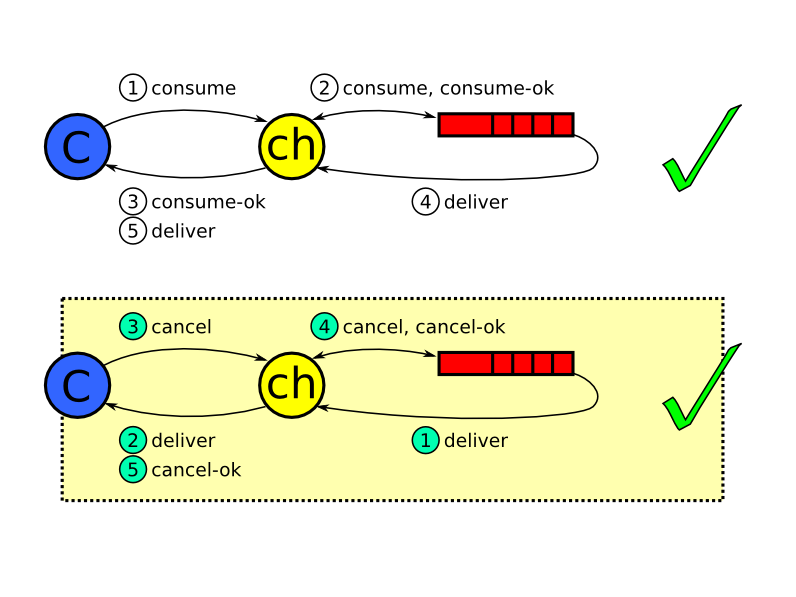 1 consume
2 consume, consume-ok
C
ch
3 consume-ok
4 deliver
5 deliver
3 cancel
4 cancel, cancel-ok
C
ch
2 deliver
1 deliver
5 cancel-ok